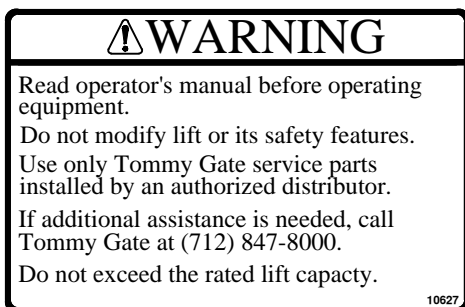 WARNING
Read operator's manual before operating
equipment.
Do not modify lift or its safety features.
Use only Tommy Gate service parts
installed by an authorized distributor.
If additional assistance is needed, call
Tommy Gate at (712) 847-8000.
Do not exceed the rated lift capacty.
10627